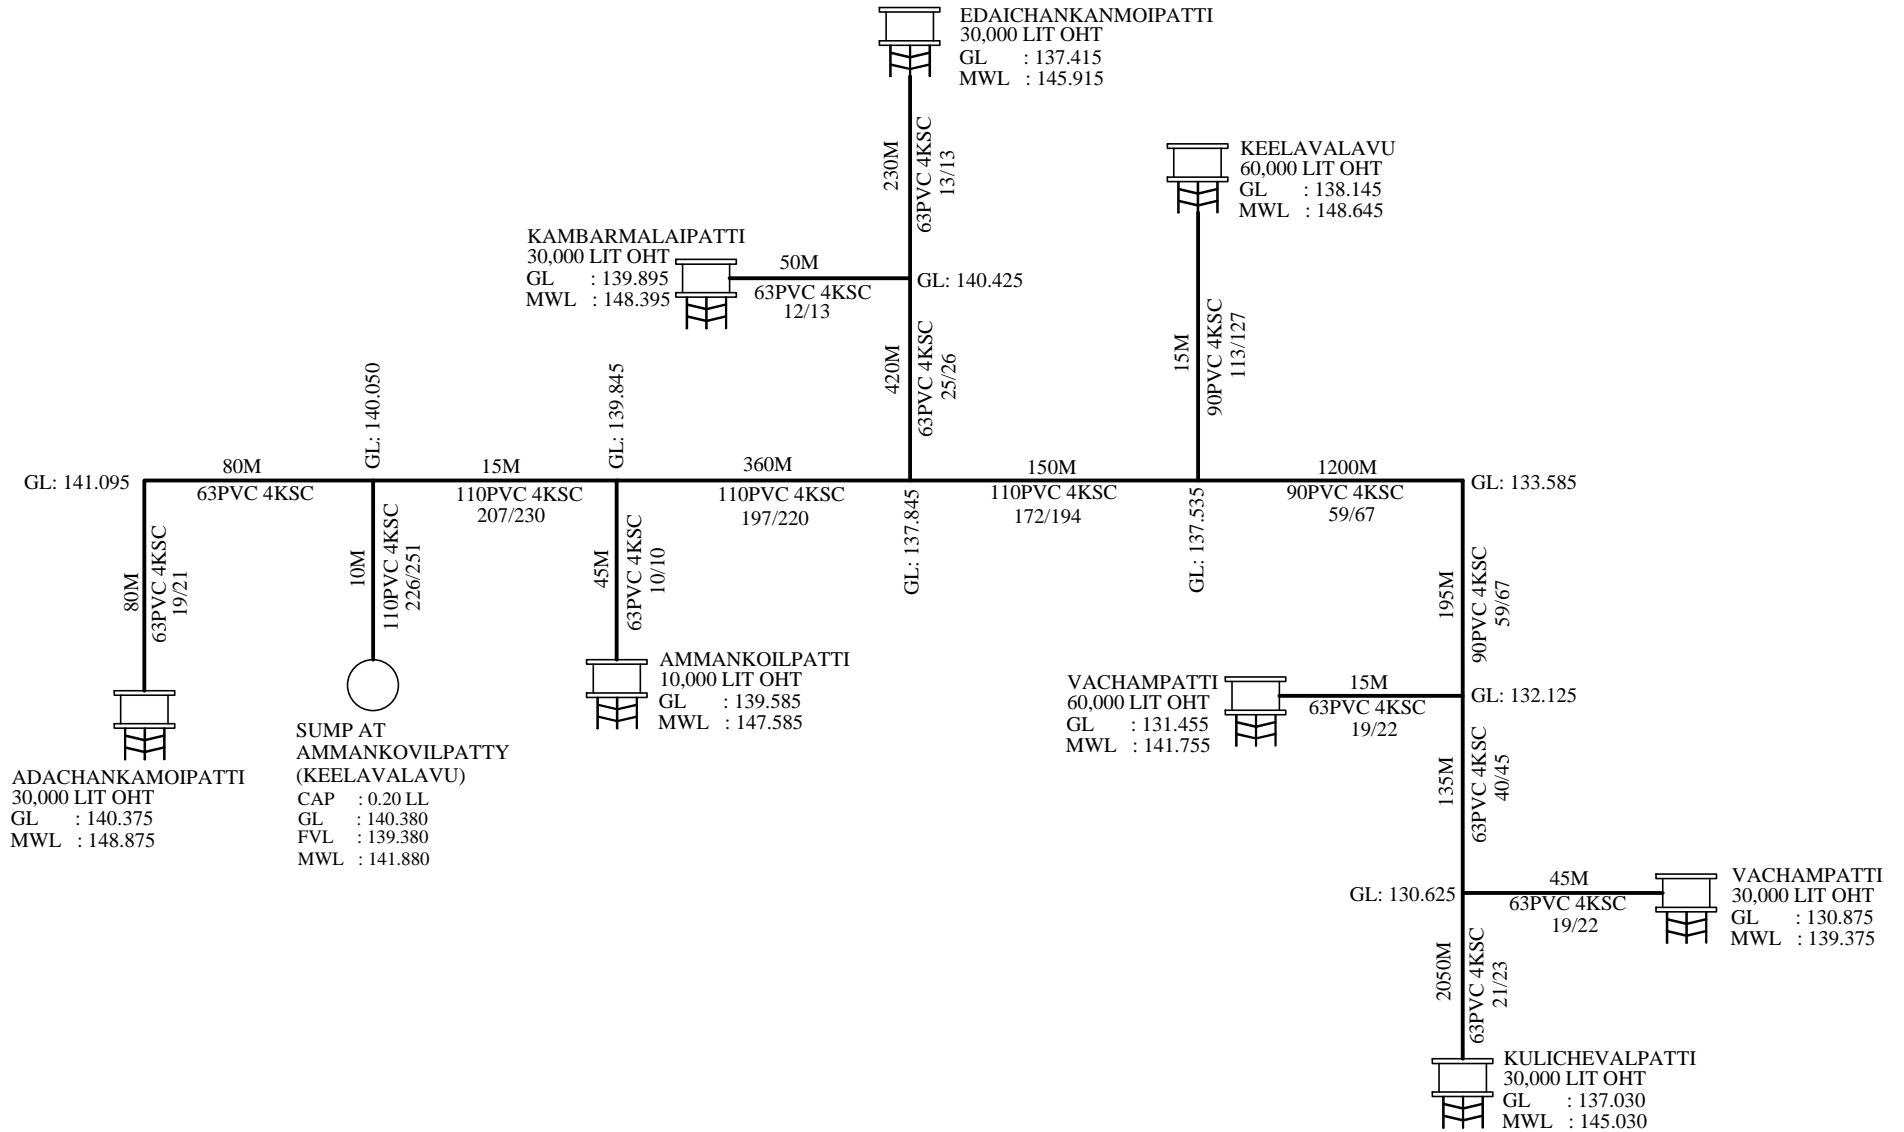 EDAICHANKANMOIPATTI
30,000 LIT OHT
GL : 137.415
MWL : 145.915
230M
63PVC 4KSC
13/13
KEELAVALAVU
60,000 LIT OHT
GL : 138.145
MWL : 148.645
KAMBARMALAIPATTI
30,000 LIT OHT
GL : 139.895
MWL : 148.395
50M
63PVC 4KSC
12/13
GL: 140.425
420M
63PVC 4KSC
25/26
15M
90PVC 4KSC
113/127
GL: 140.050
GL: 139.845
GL: 141.095
80M
63PVC 4KSC
15M
110PVC 4KSC
207/230
360M
110PVC 4KSC
197/220
150M
110PVC 4KSC
172/194
1200M
90PVC 4KSC
59/67
GL: 133.585
GL: 137.845
GL: 137.535
80M
63PVC 4KSC
19/21
10M
110PVC 4KSC
226/251
45M
63PVC 4KSC
10/10
195M
90PVC 4KSC
59/67
AMMANKOILPATTI
10,000 LIT OHT
GL : 139.585
MWL : 147.585
VACHAMPATTI
60,000 LIT OHT
GL : 131.455
MWL : 141.755
15M
63PVC 4KSC
19/22
GL: 132.125
SUMP AT
AMMANKOVILPATTY
(KEELAVALAVU)
CAP : 0.20 LL
GL : 140.380
FVL : 139.380
MWL : 141.880
ADACHANKAMOIPATTI
30,000 LIT OHT
GL : 140.375
MWL : 148.875
135M
63PVC 4KSC
40/45
GL: 130.625
45M
63PVC 4KSC
19/22
VACHAMPATTI
30,000 LIT OHT
GL : 130.875
MWL : 139.375
2050M
63PVC 4KSC
21/23
KULICHEVALPATTI
30,000 LIT OHT
GL : 137.030
MWL : 145.030